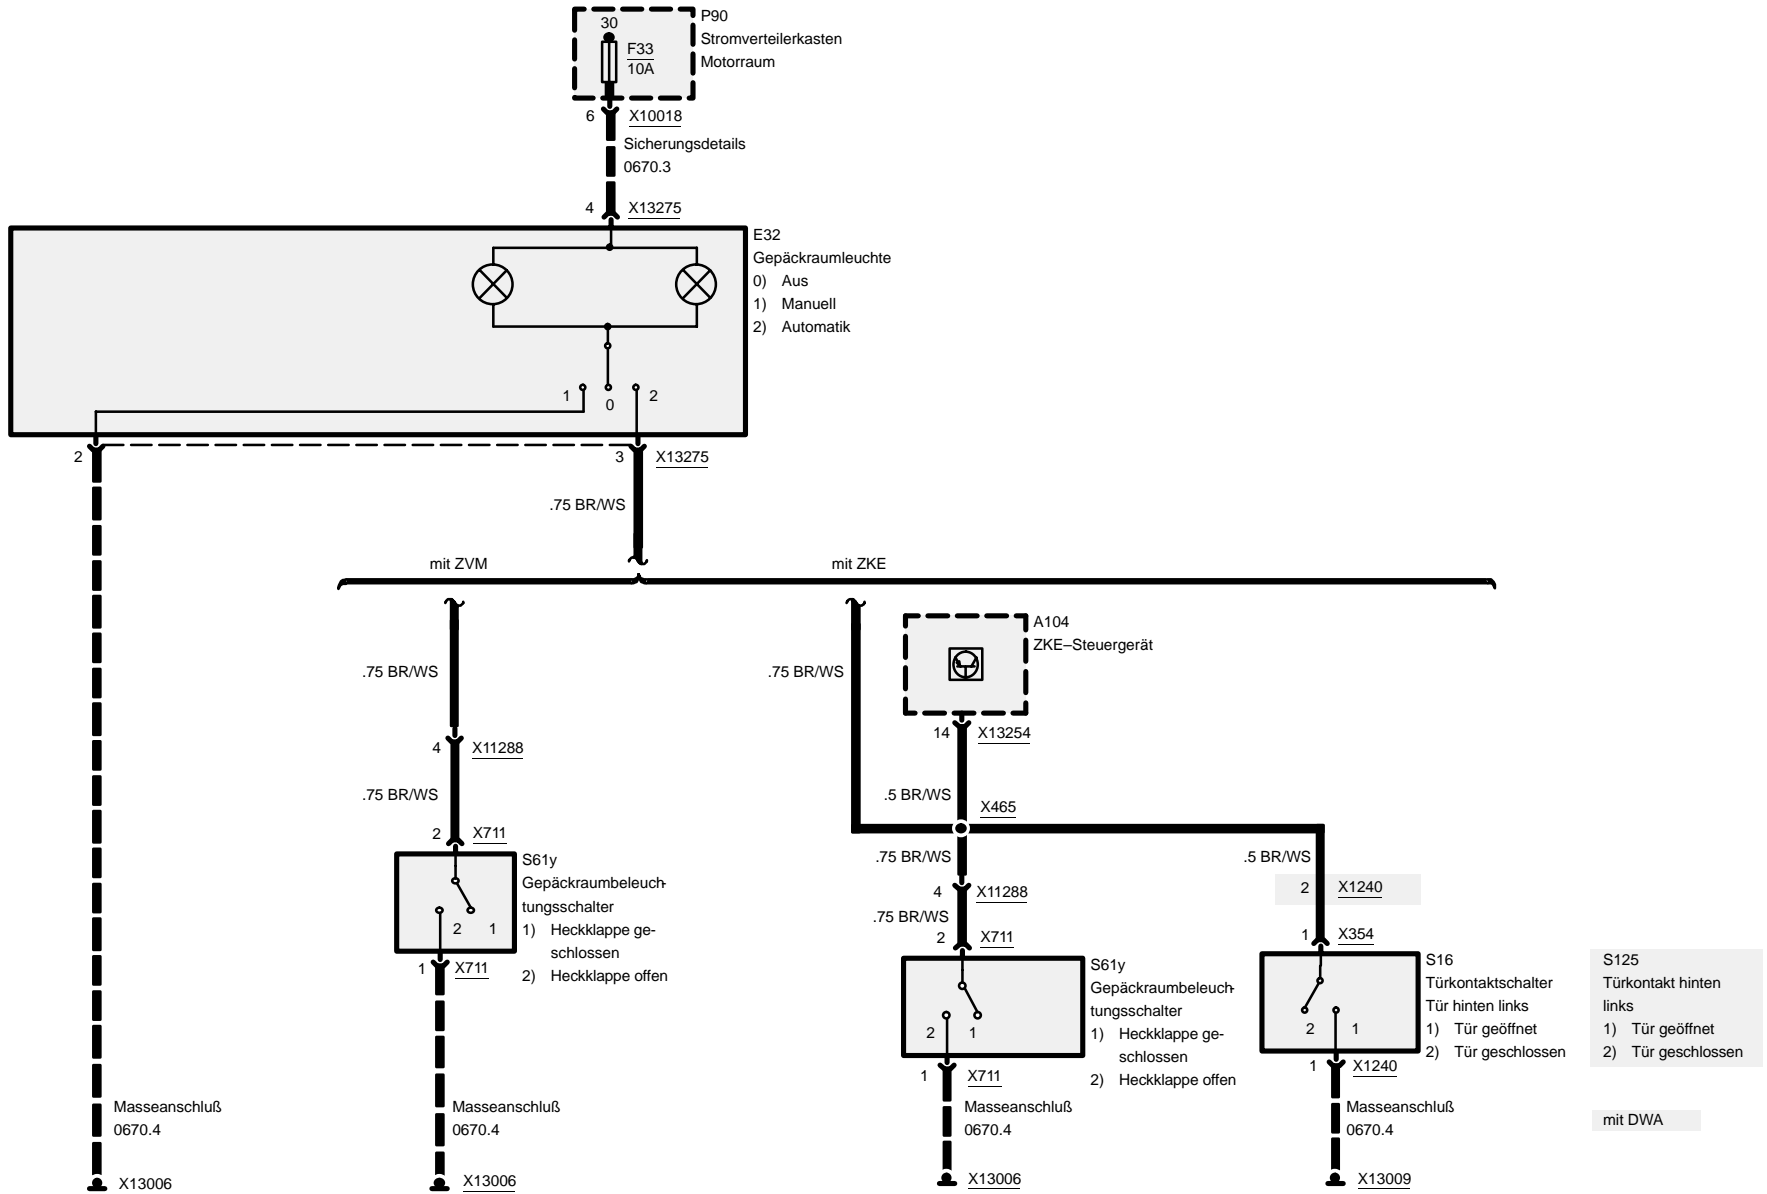 30
P90
Stromverteilerkasten
Motorraum
F33
10A
6 X10018
Sicherungsdetails
0670.3
4 X13275
E32
Gepäckraumleuchte
0) Aus
1) Manuell
2) Automatik
1 0 2
2 3 X13275
.75 BR/WS
mit ZVM mit ZKE
A104
ZKE–Steuergerät
.75 BR/WS .75 BR/WS
14 X13254
4 X11288
.75 BR/WS .5 BR/WS
X465
2 X711
.75 BR/WS .5 BR/WS
S61y
Gepäckraumbeleuch-
tungsschalter
1) Heckklappe ge-
schlossen
2) Heckklappe offen
2 1
1 X711
4 X11288
2 X1240
.75 BR/WS
2 X711
1 X354
S61y
Gepäckraumbeleuch-
tungsschalter
1) Heckklappe ge-
schlossen
2) Heckklappe offen
2 1
S16
Türkontaktschalter
Tür hinten links
1) Tür geöffnet
2) Tür geschlossen
2 1
S125
Türkontakt hinten
links
1) Tür geöffnet
2) Tür geschlossen
1 X711
1 X1240
Masseanschluß
0670.4
Masseanschluß
0670.4
Masseanschluß
0670.4
Masseanschluß
0670.4
mit DWA
X13006 X13006 X13006 X13009